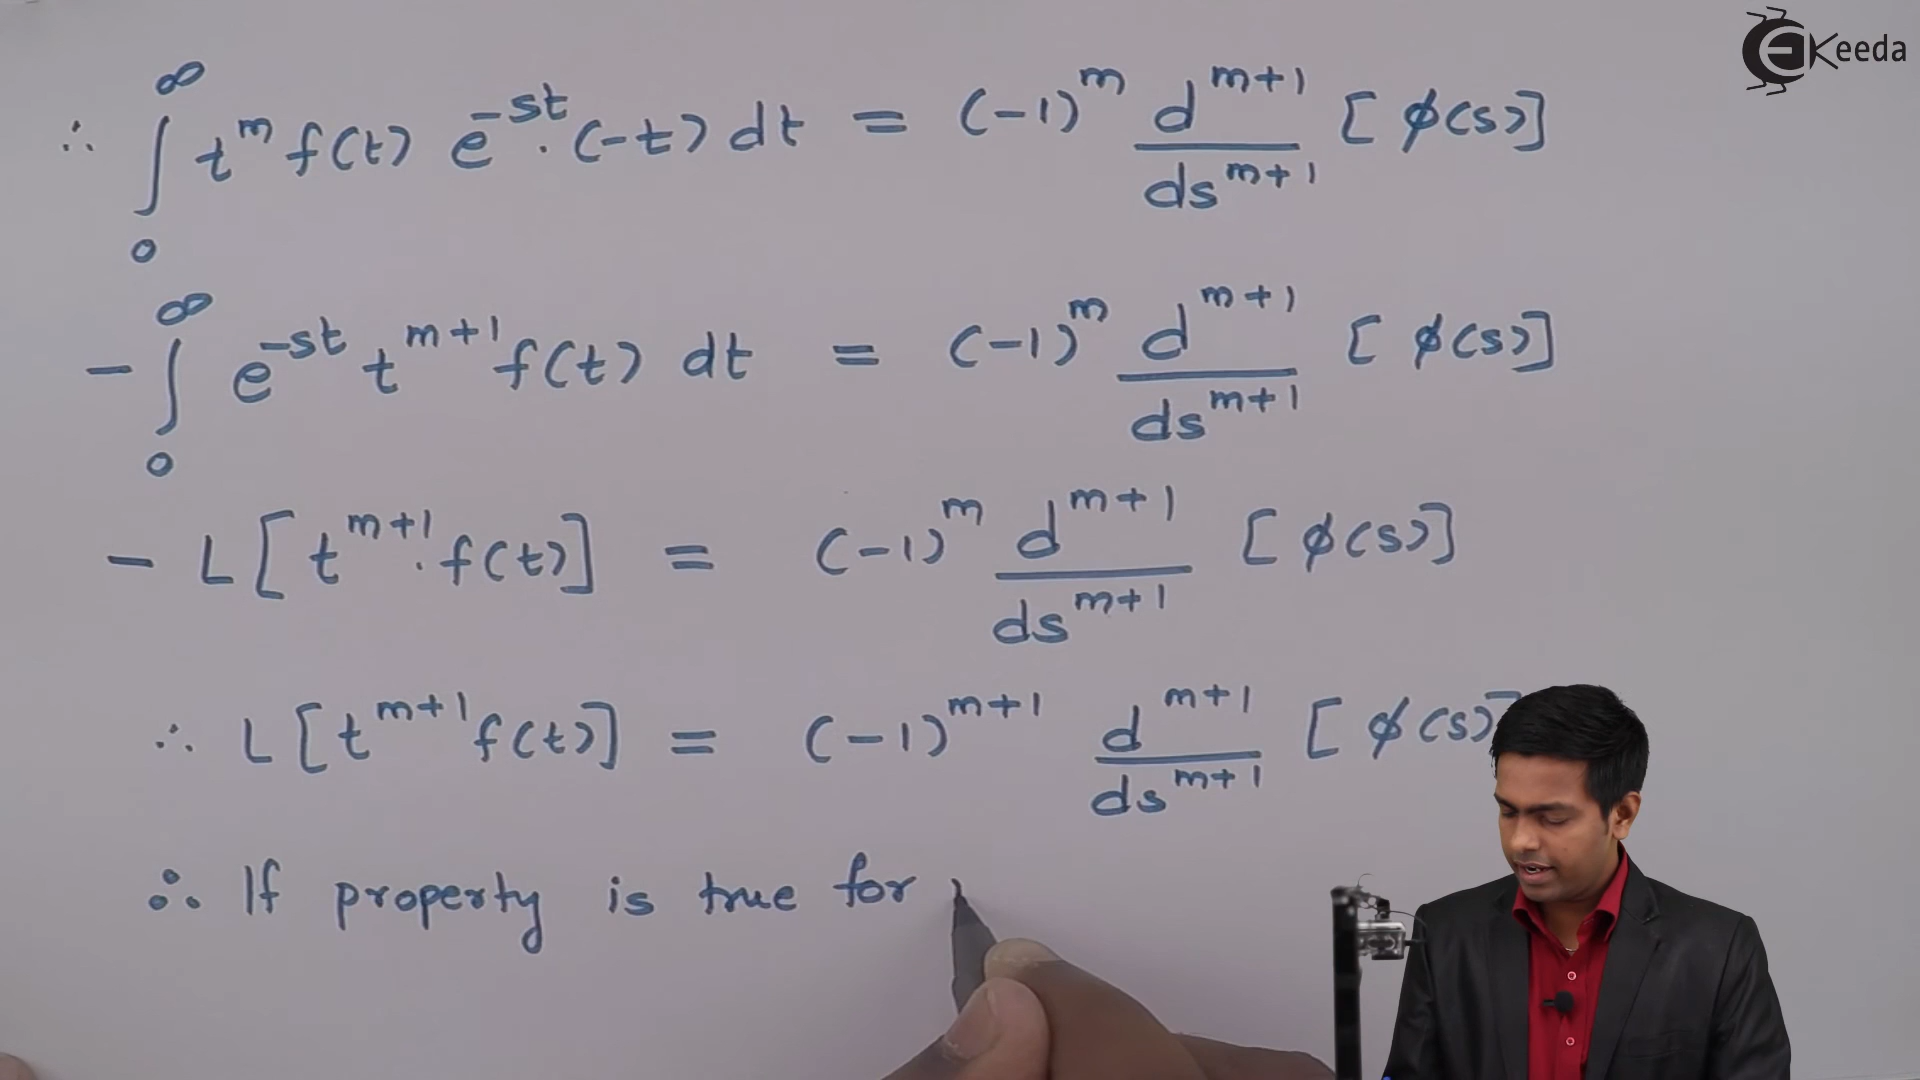 EKeeda
∴ ∫₀^∞ t^m f(t) e^{-st}·(-t) dt = (-1)^m d^{m+1}/ds^{m+1} [φ(s)]
- ∫₀^∞ e^{-st} t^{m+1} f(t) dt = (-1)^m d^{m+1}/ds^{m+1} [φ(s)]
- L[t^{m+1}·f(t)] = (-1)^m d^{m+1}/ds^{m+1} [φ(s)]
∴ L[t^{m+1} f(t)] = (-1)^{m+1} d^{m+1}/ds^{m+1} [φ(s)]
∴ If property is true for